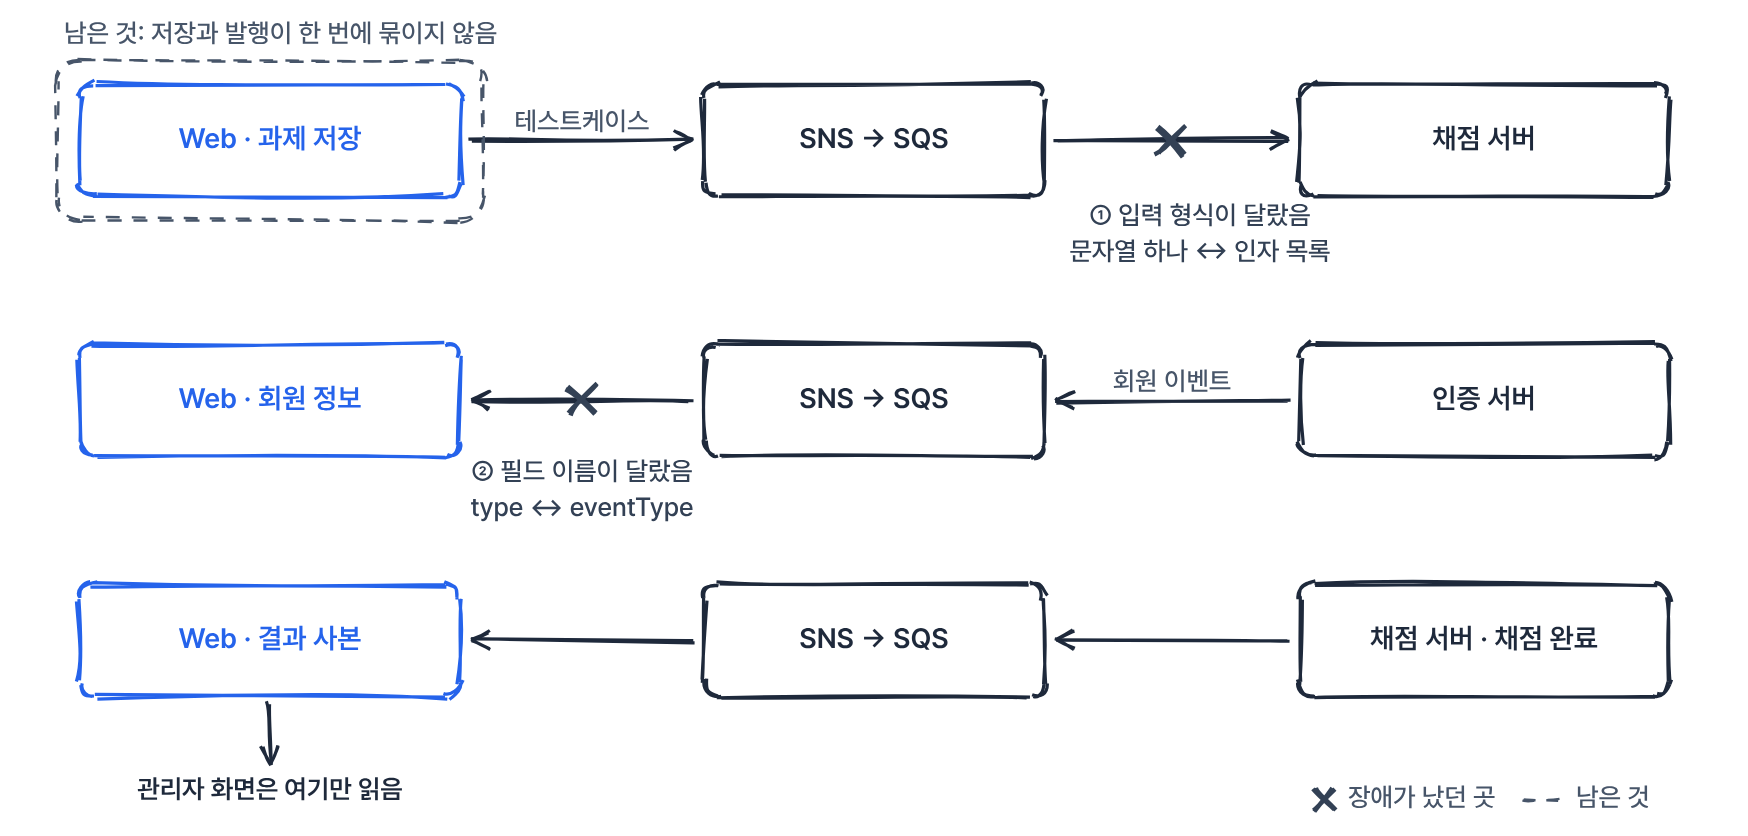 남은 것: 저장과 발행이 한 번에 묶이지 않음
Web · 과제 저장
테스트케이스
SNS → SQS
채점 서버
① 입력 형식이 달랐음
문자열 하나 ↔ 인자 목록
Web · 회원 정보
SNS → SQS
회원 이벤트
인증 서버
② 필드 이름이 달랐음
type ↔ eventType
Web · 결과 사본
SNS → SQS
채점 서버 · 채점 완료
관리자 화면은 여기만 읽음
장애가 났던 곳
남은 것